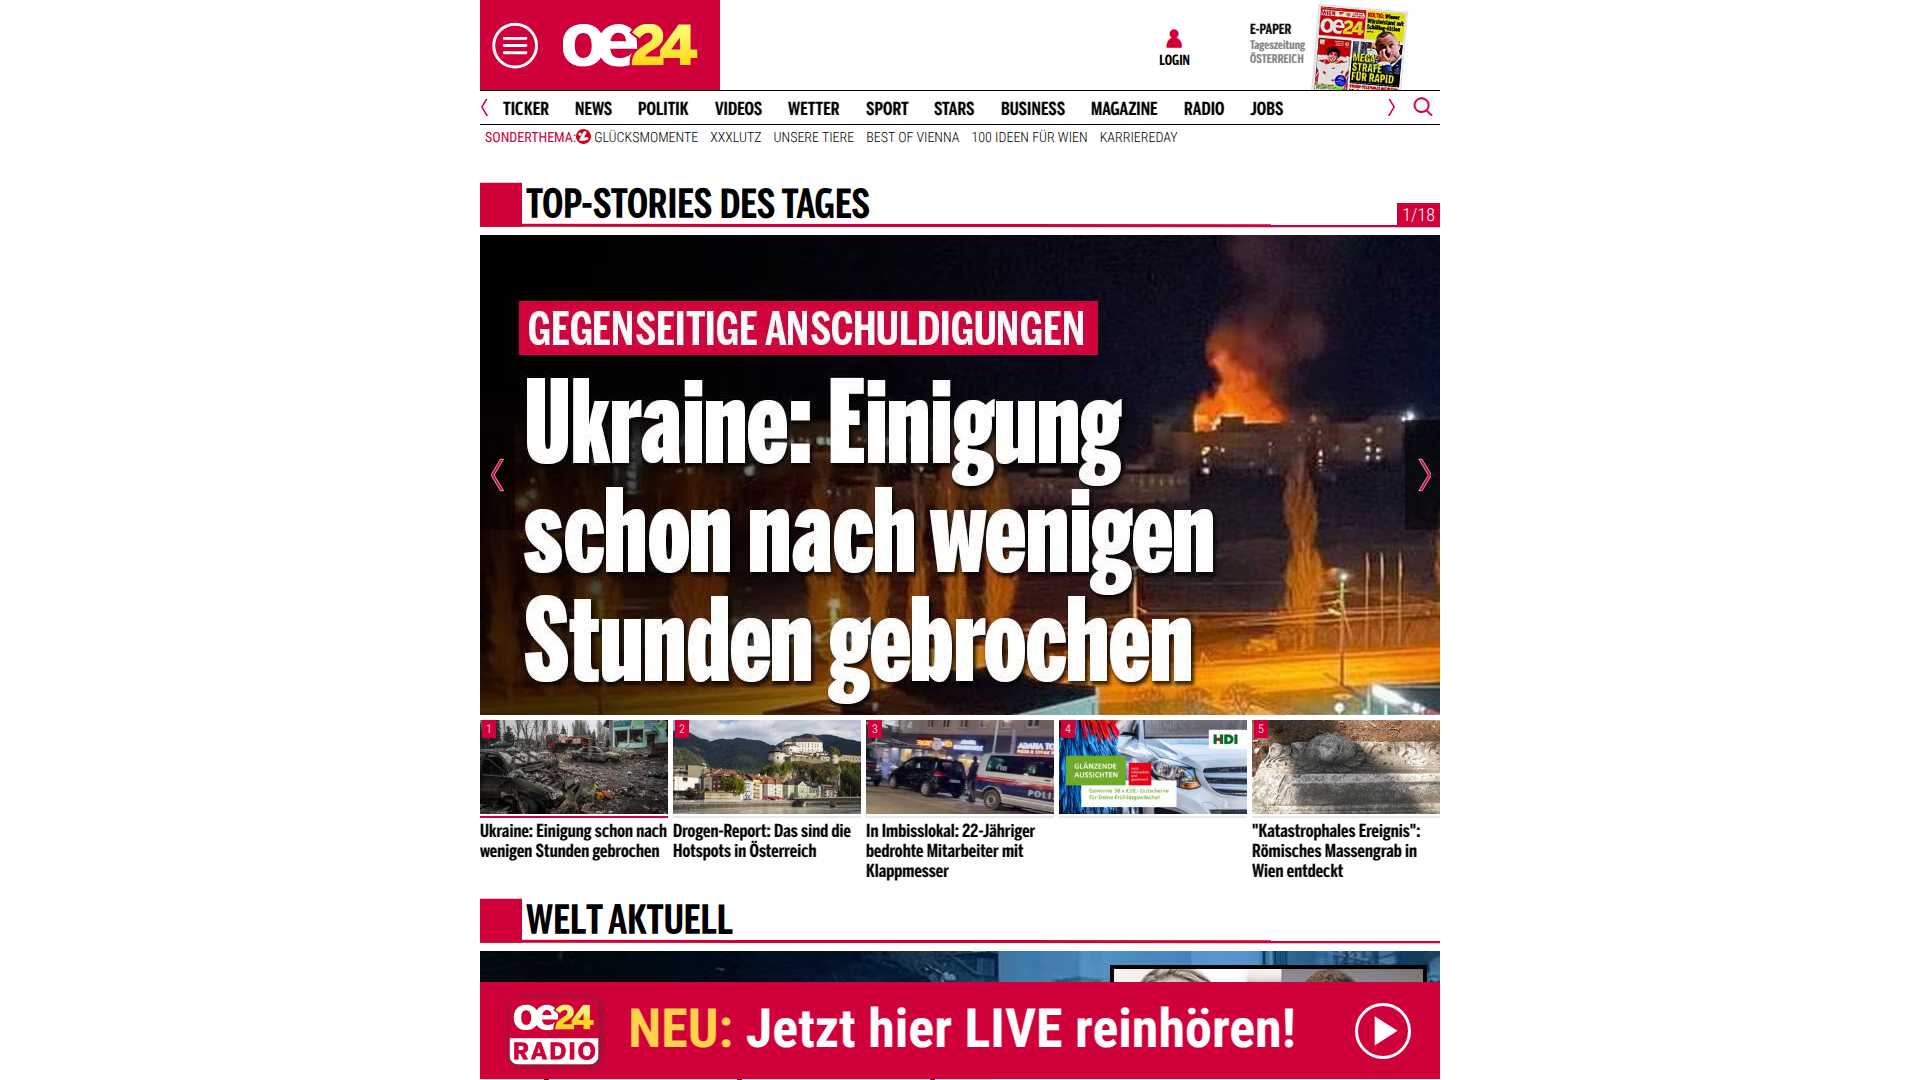 oe24
LOGIN
E-PAPER
Tageszeitung
ÖSTERREICH
oe24
MEGA-
STRAFE
FÜR RAPID
TICKER NEWS POLITIK VIDEOS WETTER SPORT STARS BUSINESS MAGAZINE RADIO JOBS
SONDERTHEMA: GLÜCKSMOMENTE XXXLUTZ UNSERE TIERE BEST OF VIENNA 100 IDEEN FÜR WIEN KARRIEREDAY
TOP-STORIES DES TAGES
1/18
GEGENSEITIGE ANSCHULDIGUNGEN
Ukraine: Einigung
schon nach wenigen
Stunden gebrochen
1
2
3
4
5
ADANA
POLI
HDI
GLÄNZENDE
AUSSICHTEN
Ukraine: Einigung schon nach
wenigen Stunden gebrochen
Drogen-Report: Das sind die
Hotspots in Österreich
In Imbisslokal: 22-Jähriger
bedrohte Mitarbeiter mit
Klappmesser
"Katastrophales Ereignis":
Römisches Massengrab in
Wien entdeckt
WELT AKTUELL
oe24
RADIO
NEU: Jetzt hier LIVE reinhören!